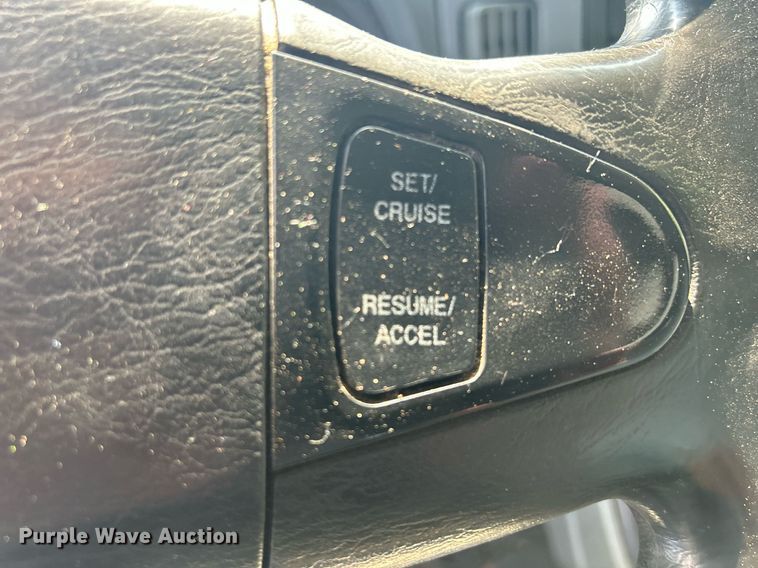 SET/
CRUISE
RESUME/
ACCEL
Purple Wave Auction